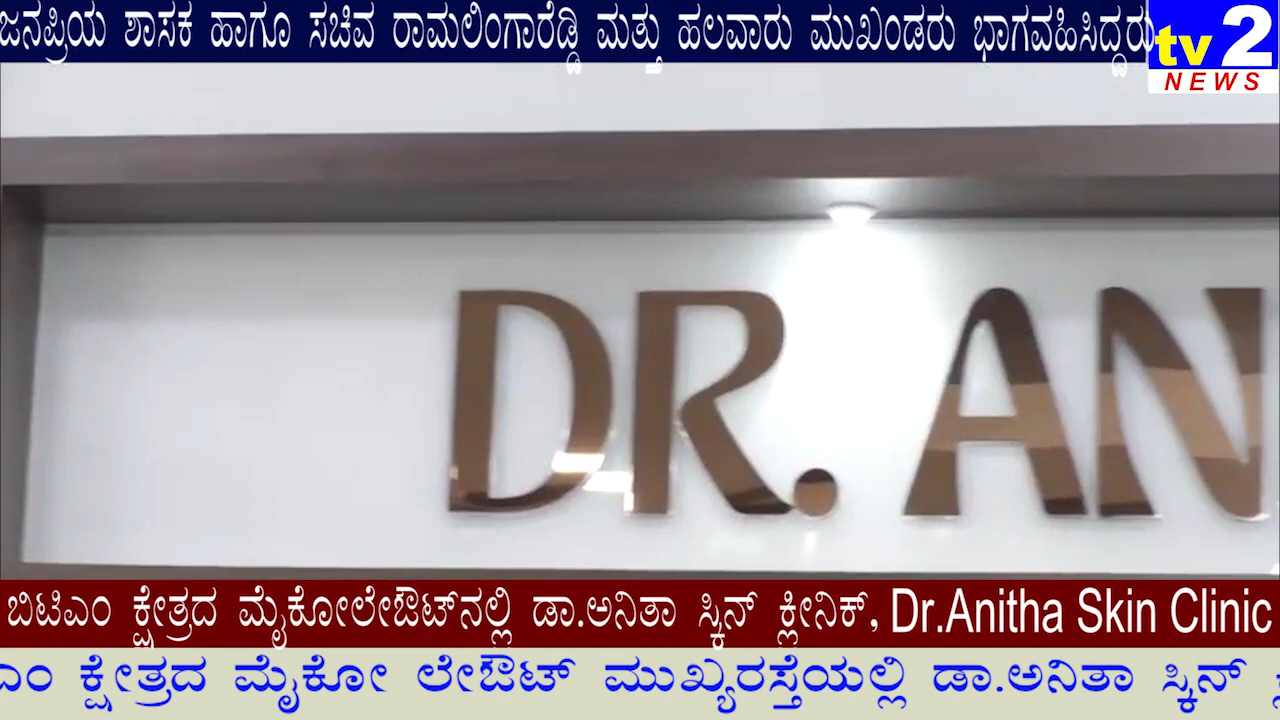 ಜನಪ್ರಿಯ ಶಾಸಕ ಹಾಗೂ ಸಚಿವ ರಾಮಲಿಂಗಾರೆಡ್ಡಿ ಮತ್ತು ಹಲವಾರು ಮುಖಂಡರು ಭಾಗವಹಿಸಿದ್ದರು
tv2
NEWS
DR. AN
ಬಿಟಿಎಂ ಕ್ಷೇತ್ರದ ಮೈಕೋಲೇಔಟ್‌ನಲ್ಲಿ ಡಾ.ಅನಿತಾ ಸ್ಕಿನ್ ಕ್ಲೀನಿಕ್, Dr.Anitha Skin Clinic
ಎಂ ಕ್ಷೇತ್ರದ ಮೈಕೋ ಲೇಔಟ್ ಮುಖ್ಯರಸ್ತೆಯಲ್ಲಿ ಡಾ.ಅನಿತಾ ಸ್ಕಿನ್